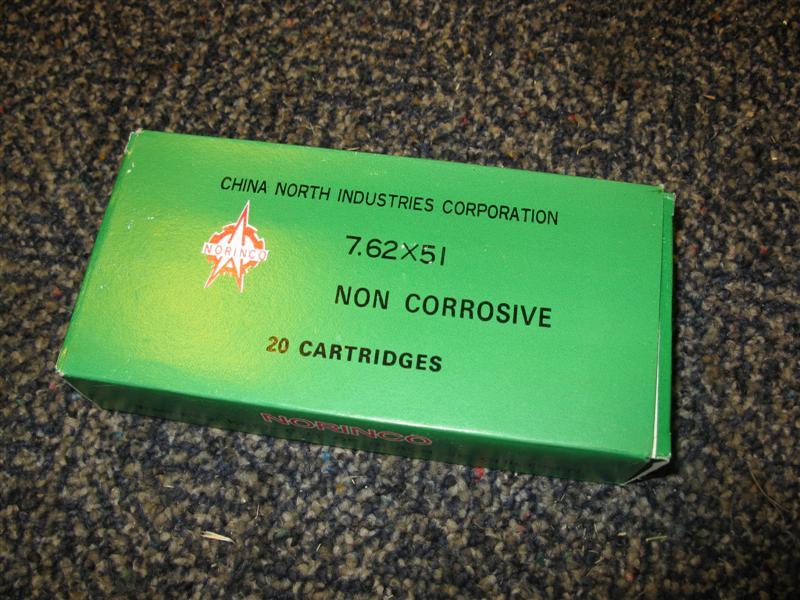 CHINA NORTH INDUSTRIES CORPORATION
NORINCO
7.62×51
NON CORROSIVE
20 CARTRIDGES
NORINCO